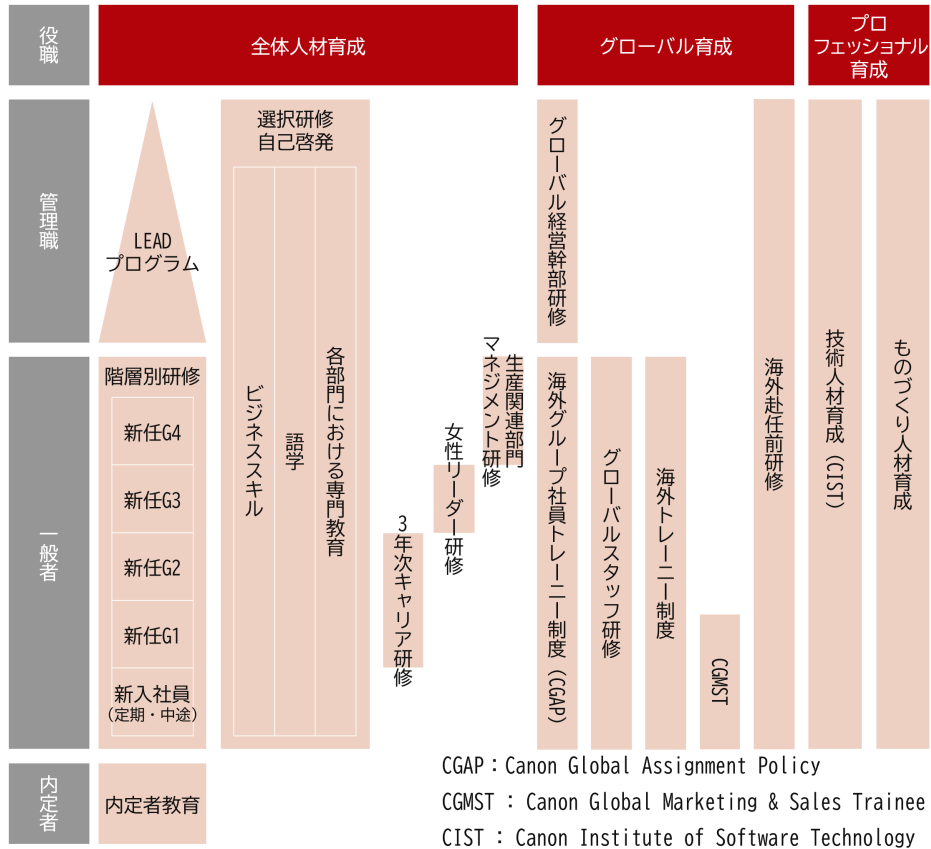 役職
全体人材育成
グローバル育成
プロ
フェッショナル
育成
管理職
LEAD
プログラム
選択研修
自己啓発
ビジネススキル
語学
各部門における専門教育
グローバル経営幹部研修
一般者
階層別研修
新任G4
新任G3
新任G2
新任G1
新入社員
(定期・中途)
3年次キャリア研修
女性リーダー研修
生産関連部門
マネジメント研修
海外グループ社員トレーニー制度(CGAP)
グローバルスタッフ研修
海外トレーニー制度
CGMST
海外赴任前研修
技術人材育成(CIST)
ものづくり人材育成
内定者
内定者教育
CGAP:Canon Global Assignment Policy
CGMST : Canon Global Marketing & Sales Trainee
CIST : Canon Institute of Software Technology